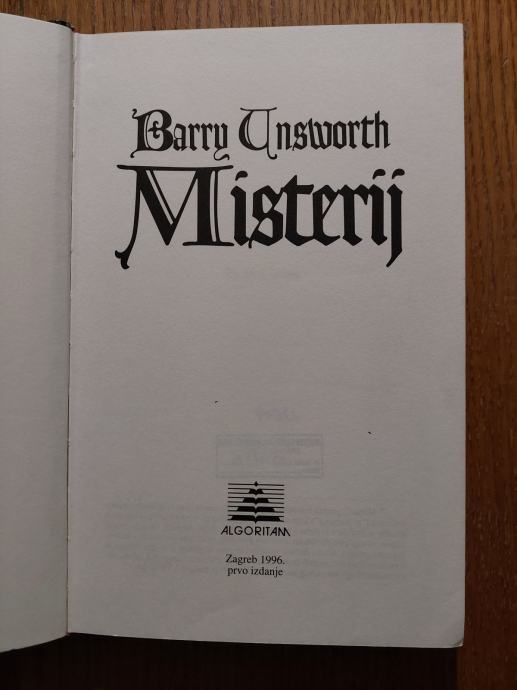 Barry Unsworth
Misterij
ALGORITAM
Zagreb 1996.
prvo izdanje